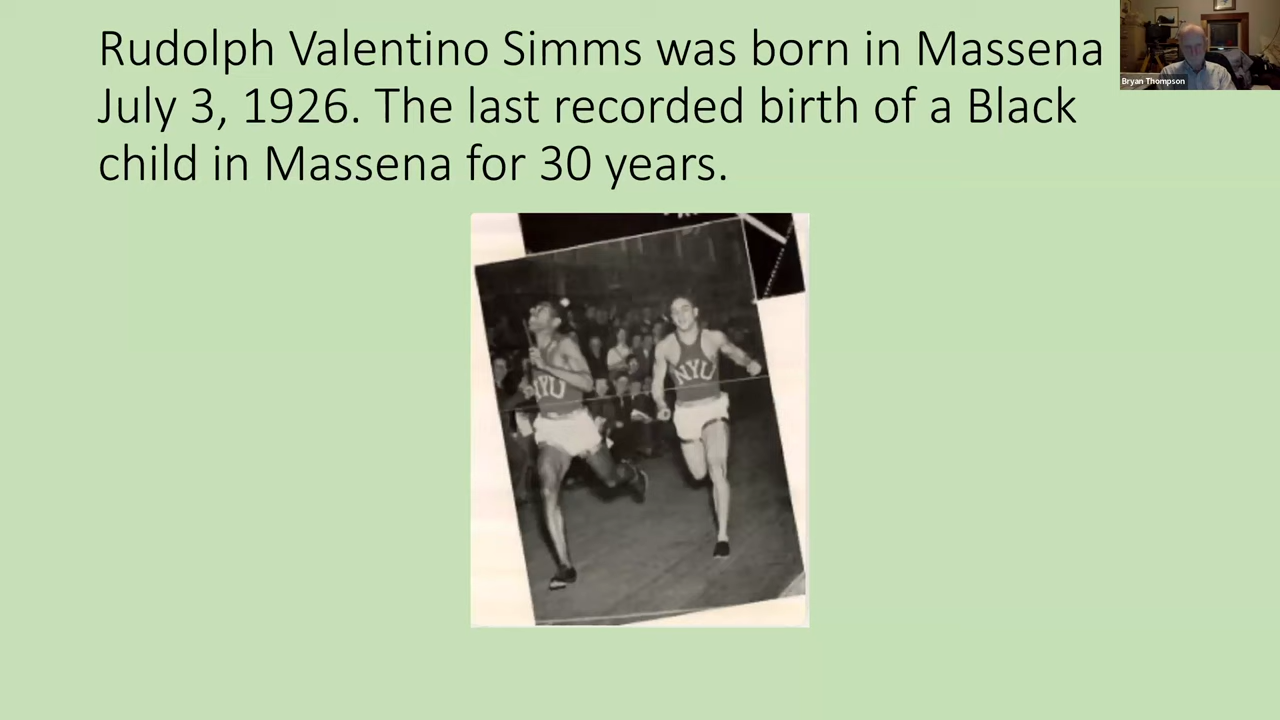 Rudolph Valentino Simms was born in Massena
July 3, 1926. The last recorded birth of a Black
child in Massena for 30 years.
Bryan Thompson
NYU
NYU